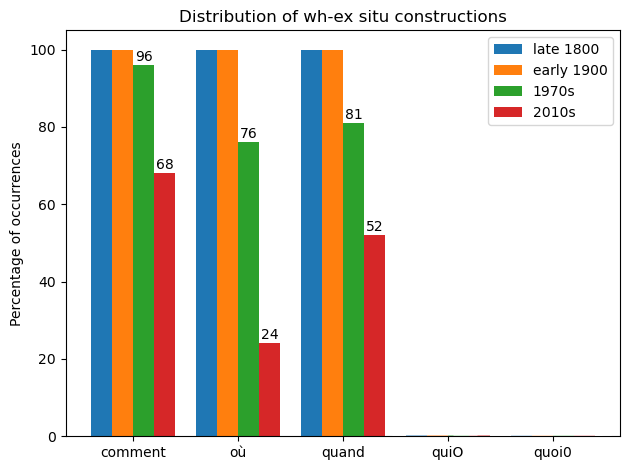 Distribution of wh-ex situ constructions
late 1800
early 1900
1970s
2010s
Percentage of occurrences
100
80
60
40
20
0
96
68
76
24
81
52
comment
où
quand
quiO
quoi0